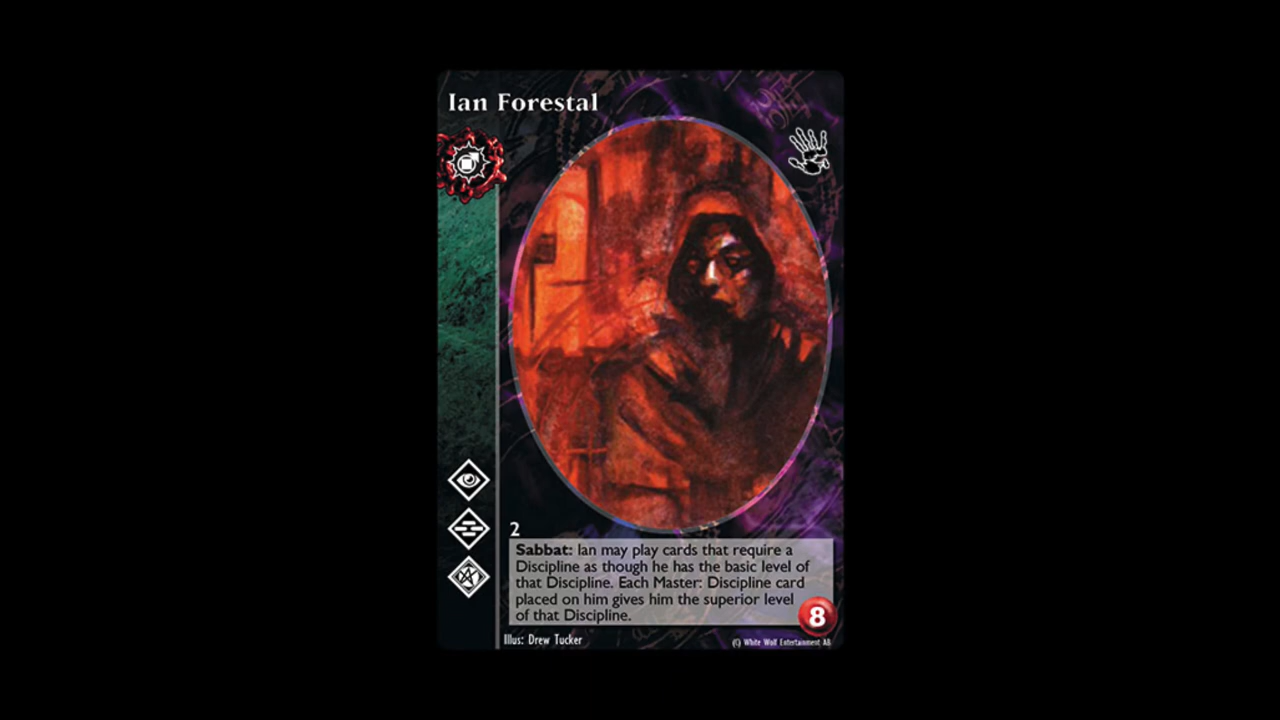 Ian Forestal
2
Sabbat: Ian may play cards that require a
Discipline as though he has the basic level of
that Discipline. Each Master: Discipline card
placed on him gives him the superior level
of that Discipline.
8
Illus: Drew Tucker
(C) White Wolf Entertainment AB